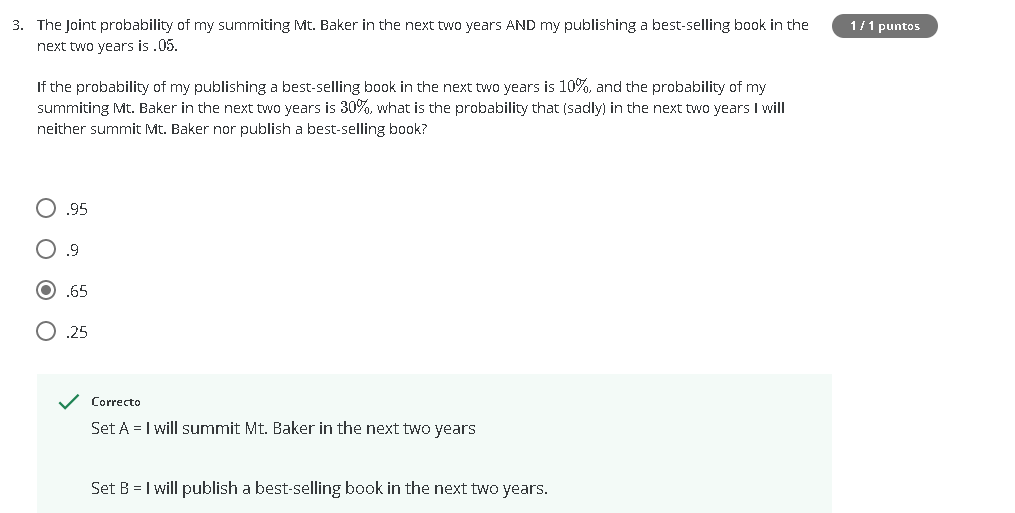 3. The Joint probability of my summiting Mt. Baker in the next two years AND my publishing a best-selling book in the
next two years is .05.
1 / 1 puntos
If the probability of my publishing a best-selling book in the next two years is 10%, and the probability of my
summiting Mt. Baker in the next two years is 30%, what is the probability that (sadly) in the next two years I will
neither summit Mt. Baker nor publish a best-selling book?
.95
.9
.65
.25
Correcto
Set A = I will summit Mt. Baker in the next two years
Set B = I will publish a best-selling book in the next two years.